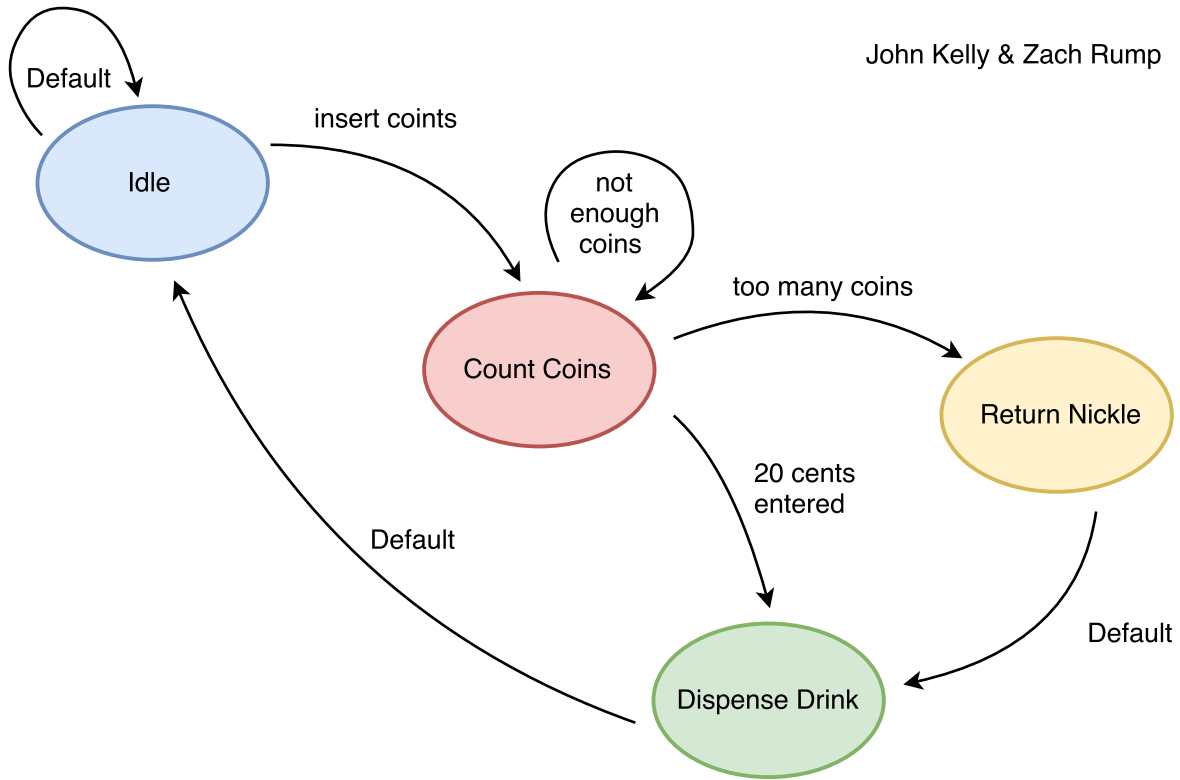 John Kelly & Zach Rump
Default
insert coints
Idle
not
enough
coins
too many coins
Count Coins
Return Nickle
20 cents
entered
Default
Default
Dispense Drink